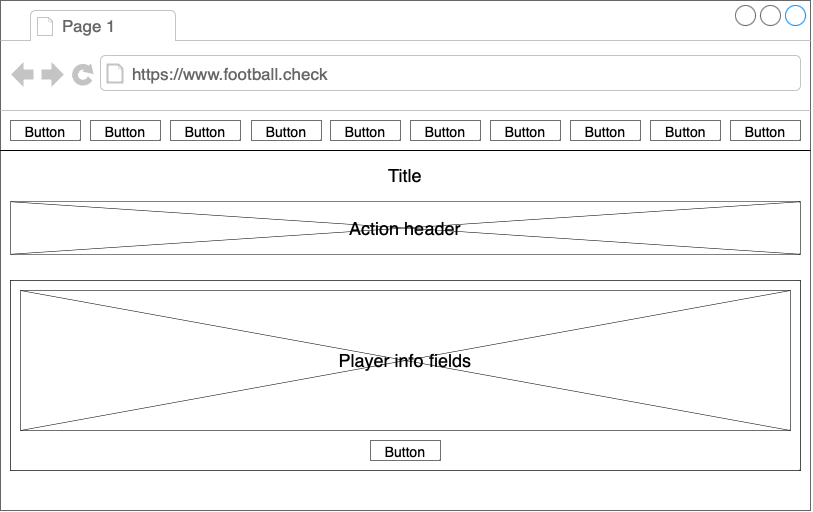 Page 1
https://www.football.check
Button Button Button Button Button Button Button Button Button Button
Title
Action header
Player info fields
Button